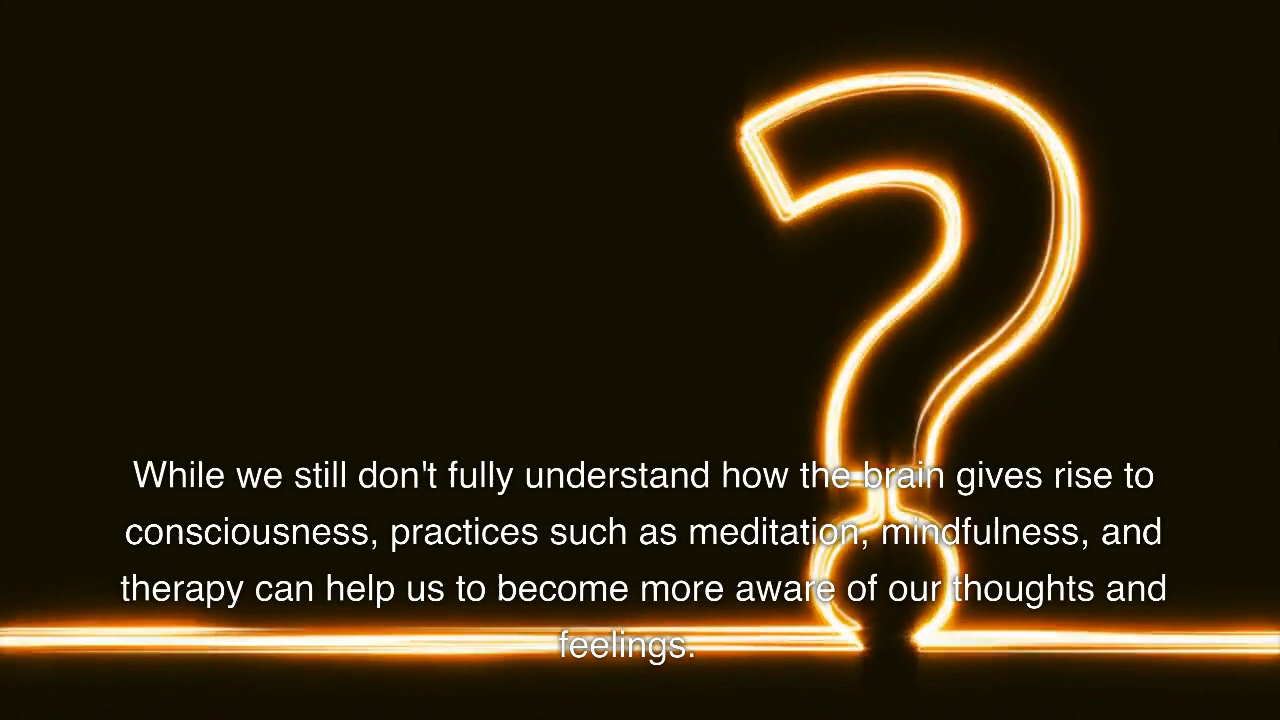 While we still don't fully understand how the brain gives rise to
consciousness, practices such as meditation, mindfulness, and
therapy can help us to become more aware of our thoughts and
feelings.